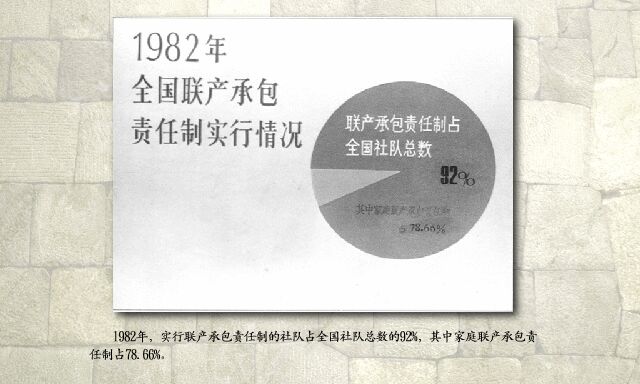 1982年
全国联产承包
责任制实行情况
联产承包责任制占
全国社队总数
92%
其中家庭联产承包责任制
占 78.66%
1982年，实行联产承包责任制的社队占全国社队总数的92%，其中家庭联产承包责
任制占78.66%。